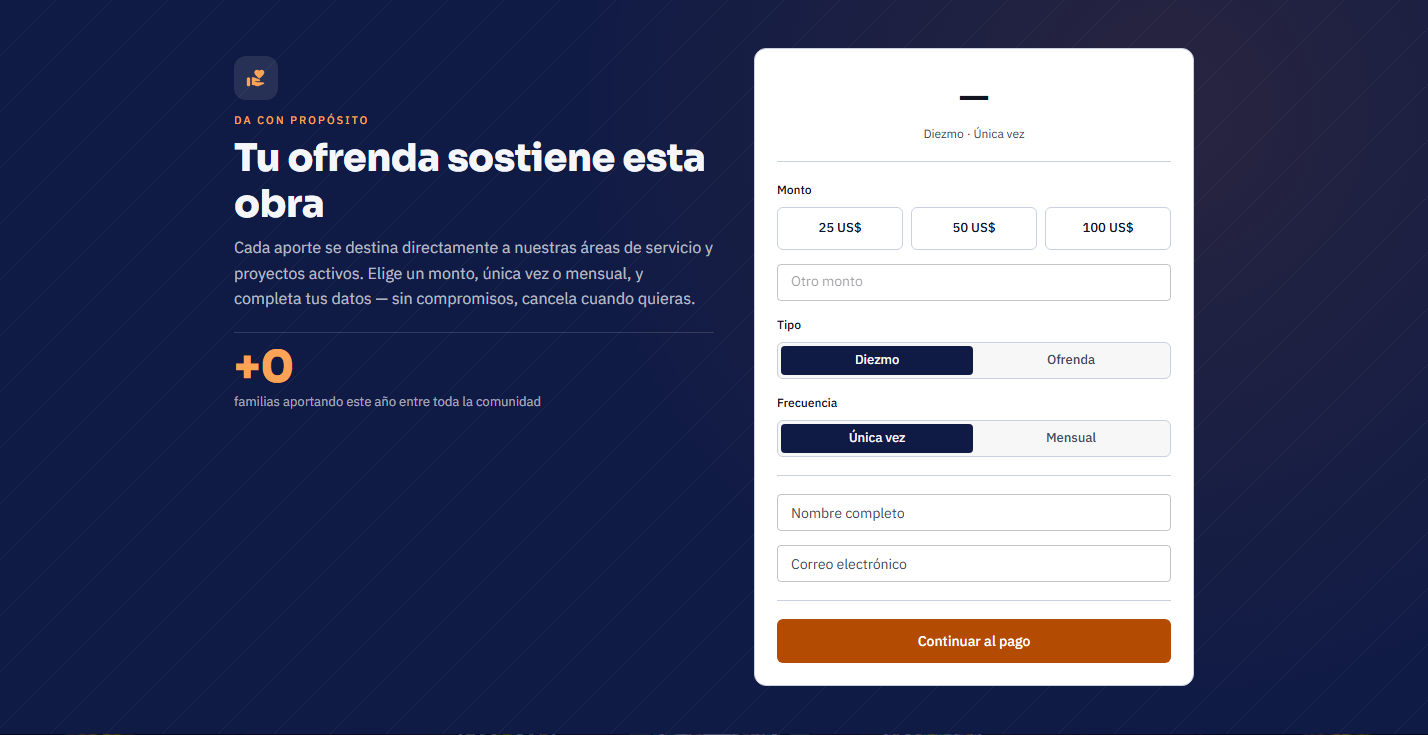 DA CON PROPÓSITO
Tu ofrenda sostiene esta
obra
Cada aporte se destina directamente a nuestras áreas de servicio y
proyectos activos. Elige un monto, única vez o mensual, y
completa tus datos — sin compromisos, cancela cuando quieras.
+0
familias aportando este año entre toda la comunidad
—
Diezmo · Única vez
Monto
25 US$
50 US$
100 US$
Otro monto
Tipo
Diezmo
Ofrenda
Frecuencia
Única vez
Mensual
Nombre completo
Correo electrónico
Continuar al pago